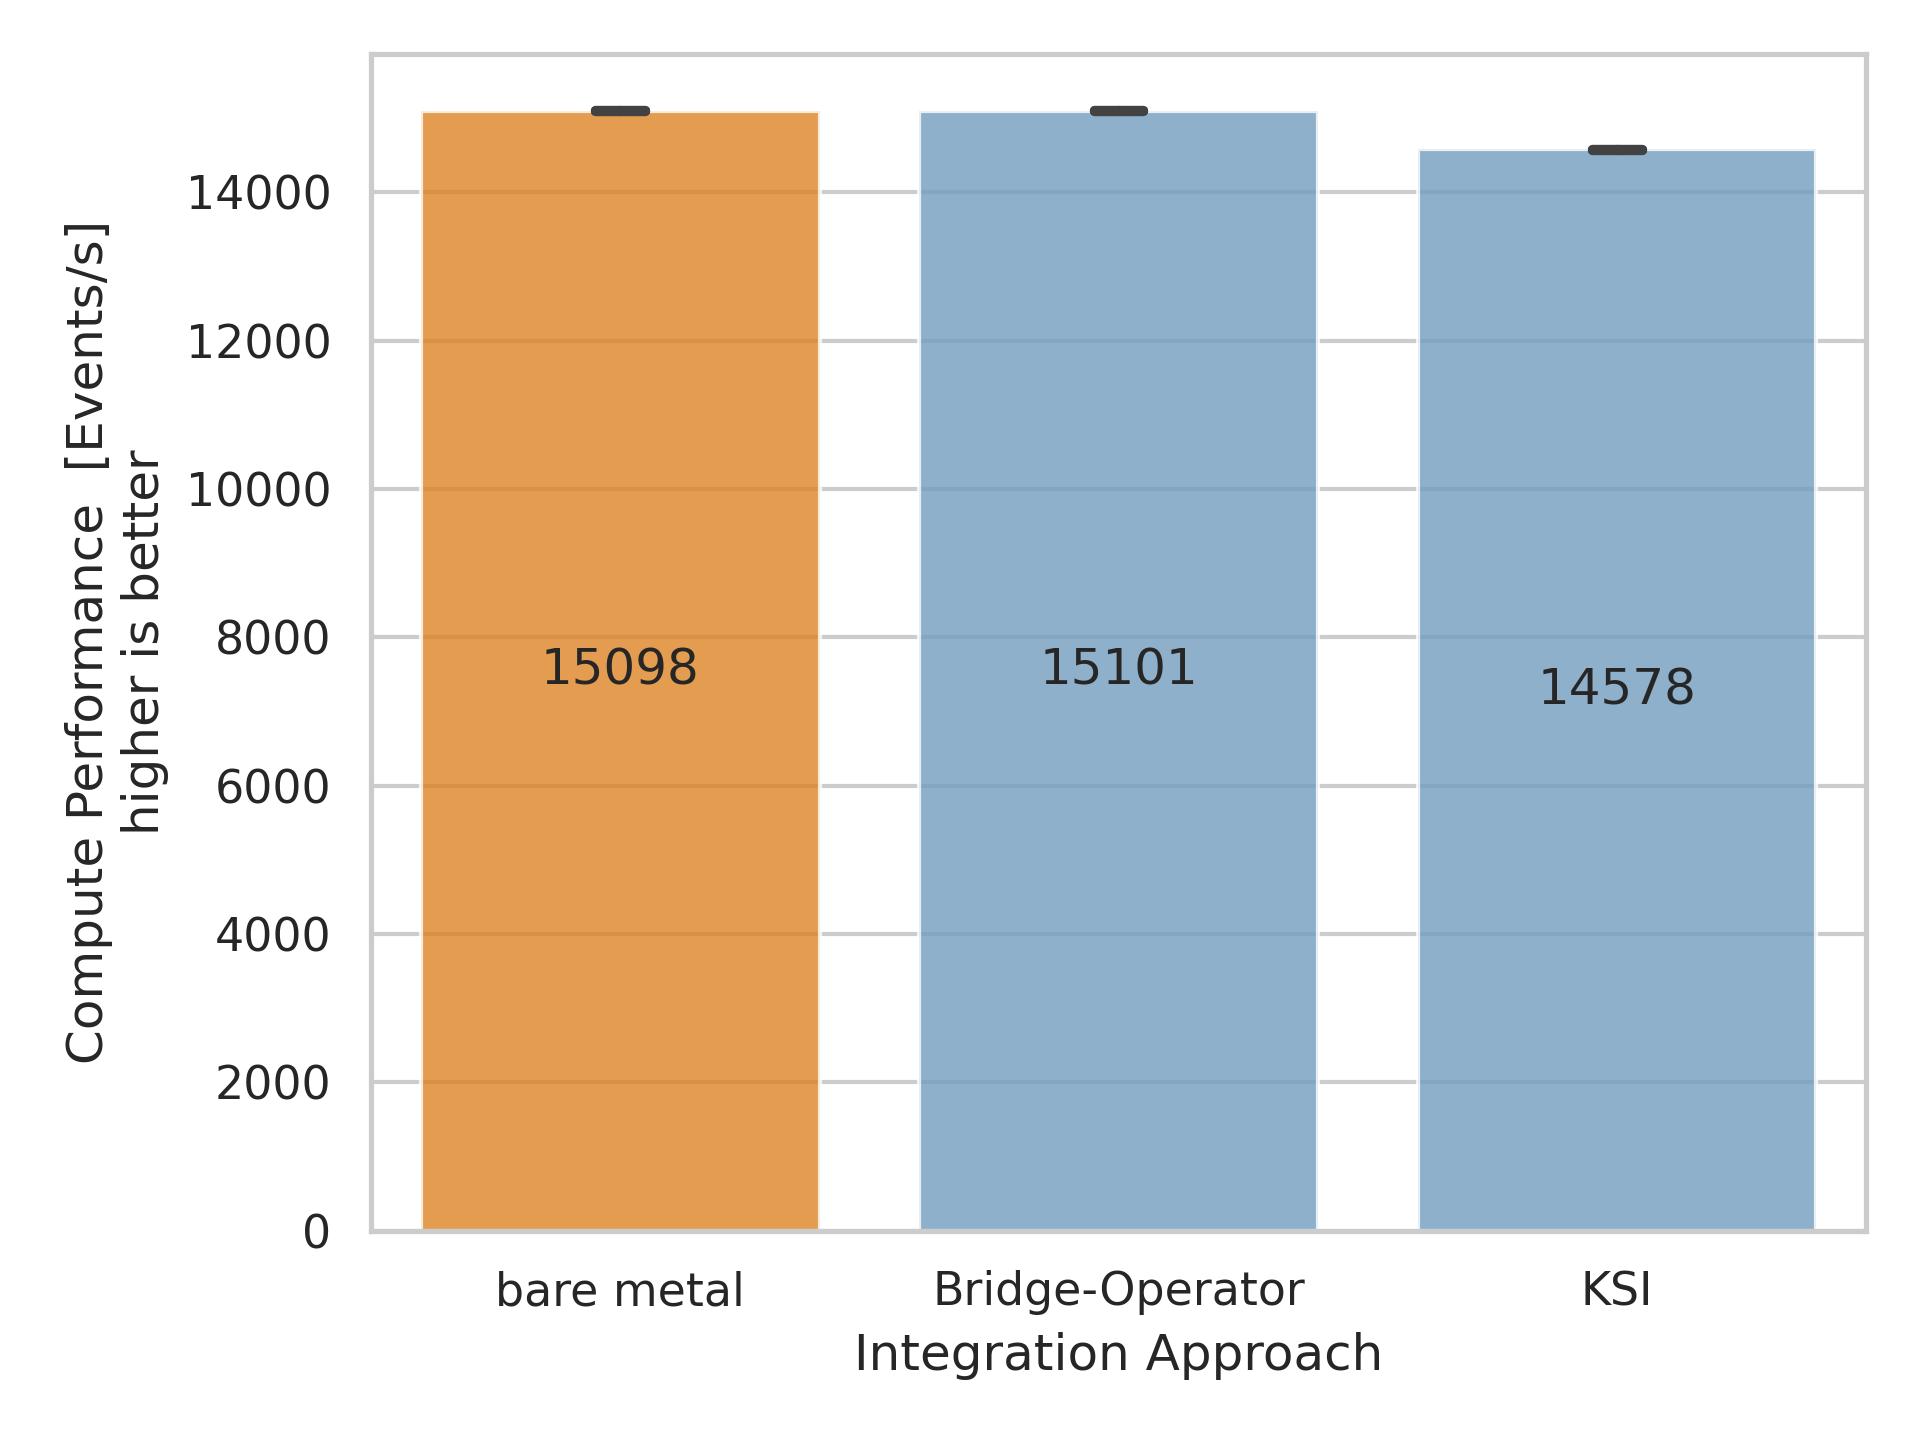 Compute Performance  [Events/s]
higher is better
14000
12000
10000
8000
6000
4000
2000
0
15098
15101
14578
bare metal
Bridge-Operator
KSI
Integration Approach